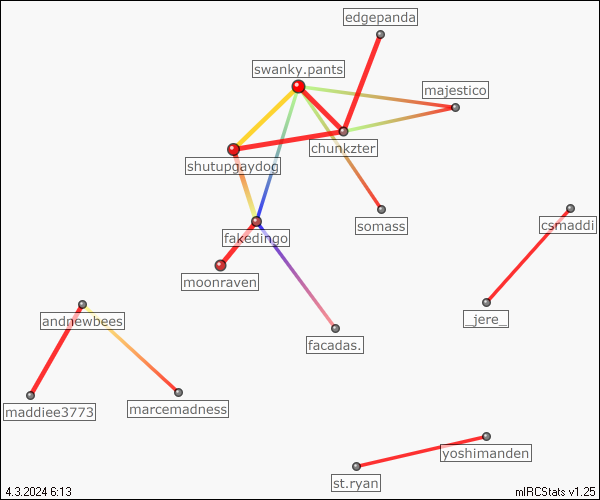 edgepanda
swanky.pants
majestico
chunkzter
shutupgaydog
somass
csmaddi
fakedingo
moonraven
_jere_
andnewbees
facadas.
maddiee3773
marcemadness
yoshimanden
st.ryan
4.3.2024 6:13
mIRCStats v1.25